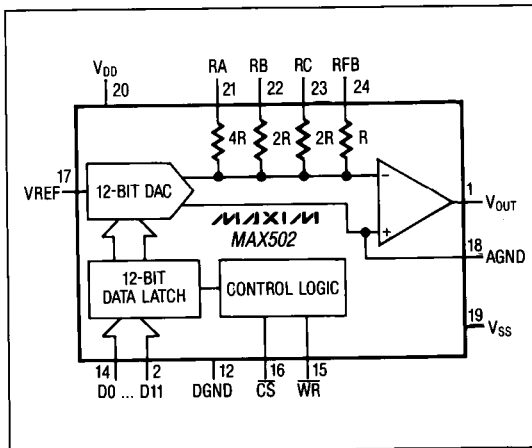 VDD
20
RA RB RC RFB
21 22 23 24
4R 2R 2R R
17
VREF
12-BIT DAC
−
+
1
VOUT
MAXIM
MAX502
18
AGND
12-BIT
DATA LATCH
CONTROL LOGIC
19
VSS
14 2 12 16 15
D0 ... D11 DGND C̅S̅ W̅R̅